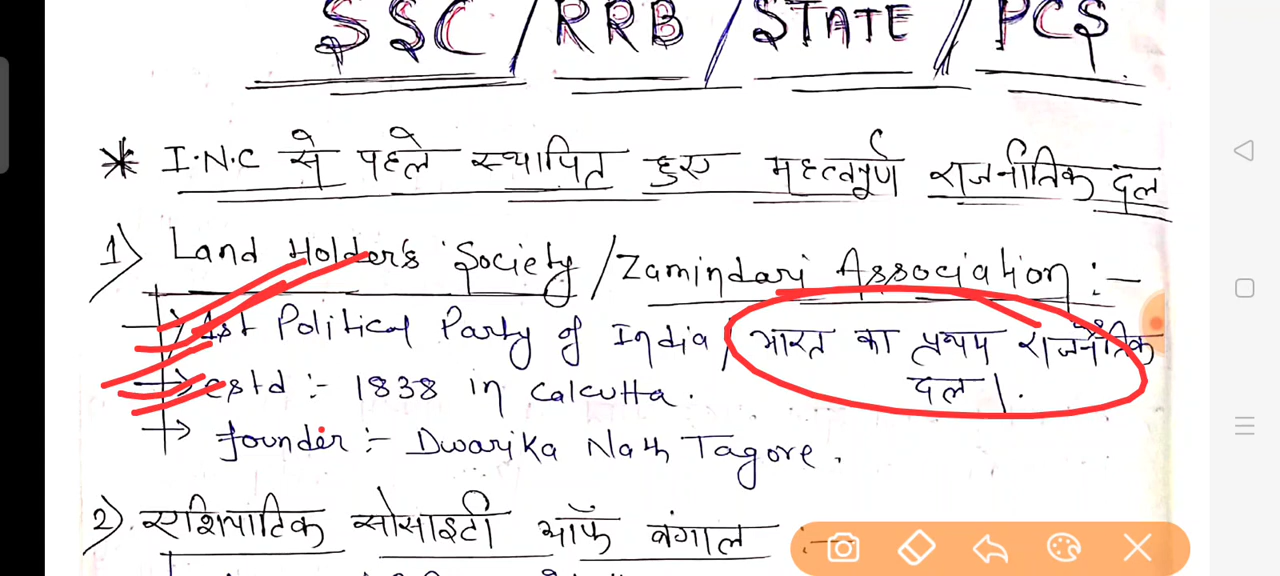 SSC/RRB/STATE/PCS
* I.N.C से पहले स्थापित हुए महत्वपूर्ण राजनीतिक दल
1) Land Holder's Society/Zamindari Association :-
→ 1st Political Party of India/भारत का प्रथम राजनैतिक दल।.
→ estd :- 1838 in Calcutta.
→ founder :- Dwarika Nath Tagore.
2) एशियाटिक सोसाइटी ऑफ बंगाल :-